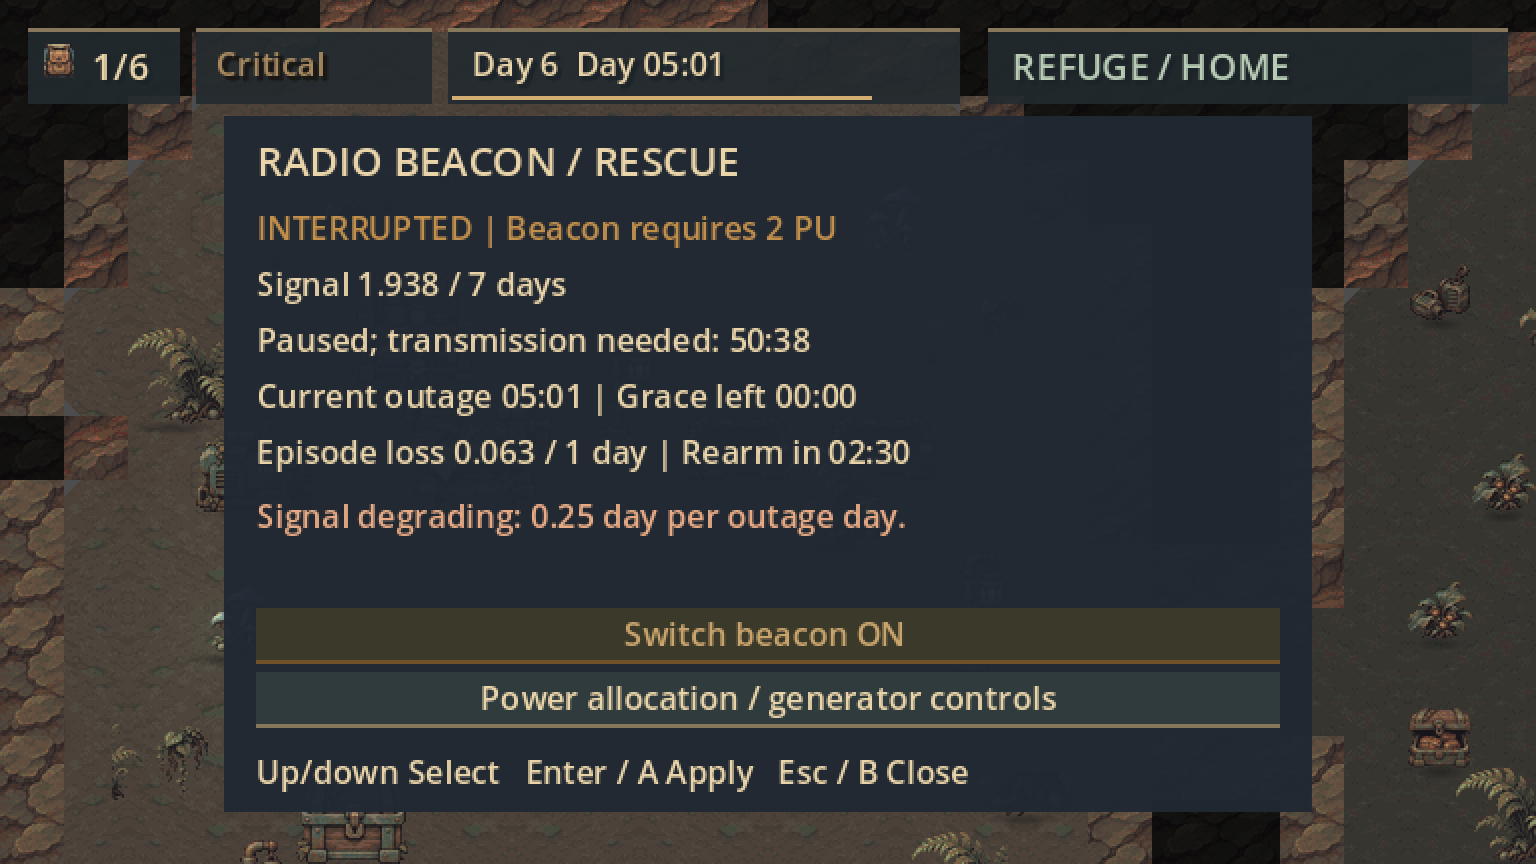 1/6
Critical
Day 6 Day 05:01
REFUGE / HOME
RADIO BEACON / RESCUE
INTERRUPTED | Beacon requires 2 PU
Signal 1.938 / 7 days
Paused; transmission needed: 50:38
Current outage 05:01 | Grace left 00:00
Episode loss 0.063 / 1 day | Rearm in 02:30
Signal degrading: 0.25 day per outage day.
Switch beacon ON
Power allocation / generator controls
Up/down Select Enter / A Apply Esc / B Close